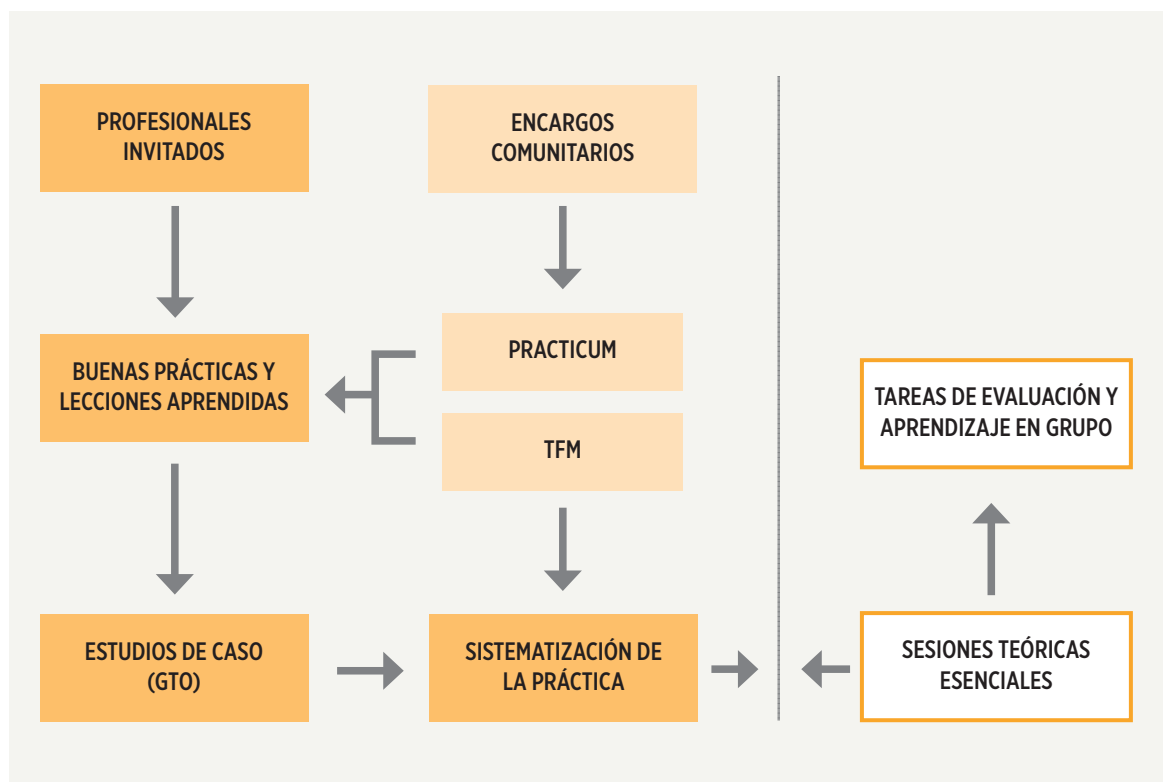 PROFESIONALES
INVITADOS
ENCARGOS
COMUNITARIOS
BUENAS PRÁCTICAS Y
LECCIONES APRENDIDAS
PRACTICUM
TFM
TAREAS DE EVALUACIÓN Y
APRENDIZAJE EN GRUPO
ESTUDIOS DE CASO
(GTO)
SISTEMATIZACIÓN DE
LA PRÁCTICA
SESIONES TEÓRICAS
ESENCIALES